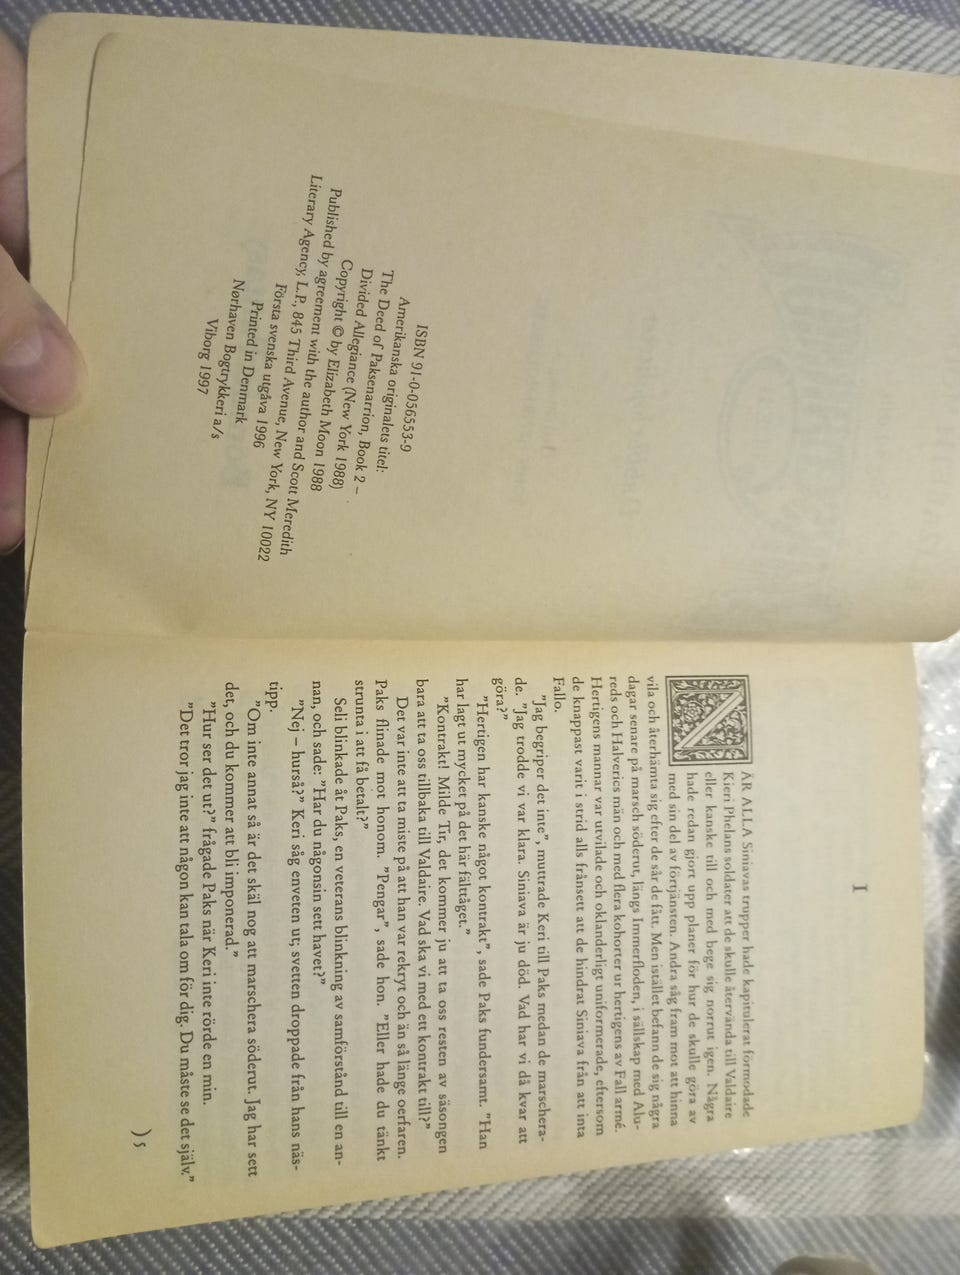 ISBN 91-0-056553-9
Amerikanska originalets titel:
The Deed of Paksenarrion, Book 2 –
Divided Allegiance (New York 1988)
Copyright © by Elizabeth Moon 1988
Published by agreement with the author and Scott Meredith
Literary Agency, L.P., 845 Third Avenue, New York, NY 10022
Första svenska utgåva 1996
Printed in Denmark
Nørhaven Bogtrykkeri a/s
Viborg 1997
I
NÄR ALLA Siniavas trupper hade kapitulerat förmodade
Kieri Phelans soldater att de skulle återvända till Valdaire
eller kanske till och med bege sig norrut igen. Några
hade redan gjort upp planer för hur de skulle göra av
med sin del av förtjänsten. Andra såg fram mot att hinna
vila och återhämta sig efter de sår de fått. Men istället befann de sig några
dagar senare på marsch söderut, längs Immerfloden, i sällskap med Alu-
reds och Halverics män och med flera kohorter ur hertigens av Fall armé.
Hertigens mannar var utvilade och oklanderligt uniformerade, eftersom
de knappast varit i strid alls frånsett att de hindrat Siniava från att inta
Fallo.
”Jag begriper det inte”, muttrade Keri till Paks medan de marschera-
de. ”Jag trodde vi var klara. Siniava är ju död. Vad har vi då kvar att
göra?”
”Hertigen har kanske något kontrakt”, sade Paks fundersamt. ”Han
har lagt ut mycket på det här fälttåget.”
”Kontrakt! Milde Tir, det kommer ju att ta oss resten av säsongen
bara att ta oss tillbaka till Valdaire. Vad ska vi med ett kontrakt till?”
Det var inte att ta miste på att han var rekryt och än så länge oerfaren.
Paks flinade mot honom. ”Pengar”, sade hon. ”Eller hade du tänkt
strunta i att få betalt?”
Seli blinkade åt Paks, en veterans blinkning av samförstånd till en an-
nan, och sade: ”Har du någonsin sett havet?”
”Nej – hurså?” Keri såg enveten ut; svetten droppade från hans näs-
tipp.
”Om inte annat så är det skäl nog att marschera söderut. Jag har sett
det, och du kommer att bli imponerad.”
”Hur ser det ut?” frågade Paks när Keri inte rörde en min.
”Det tror jag inte att någon kan tala om för dig. Du måste se det själv.”
) 5